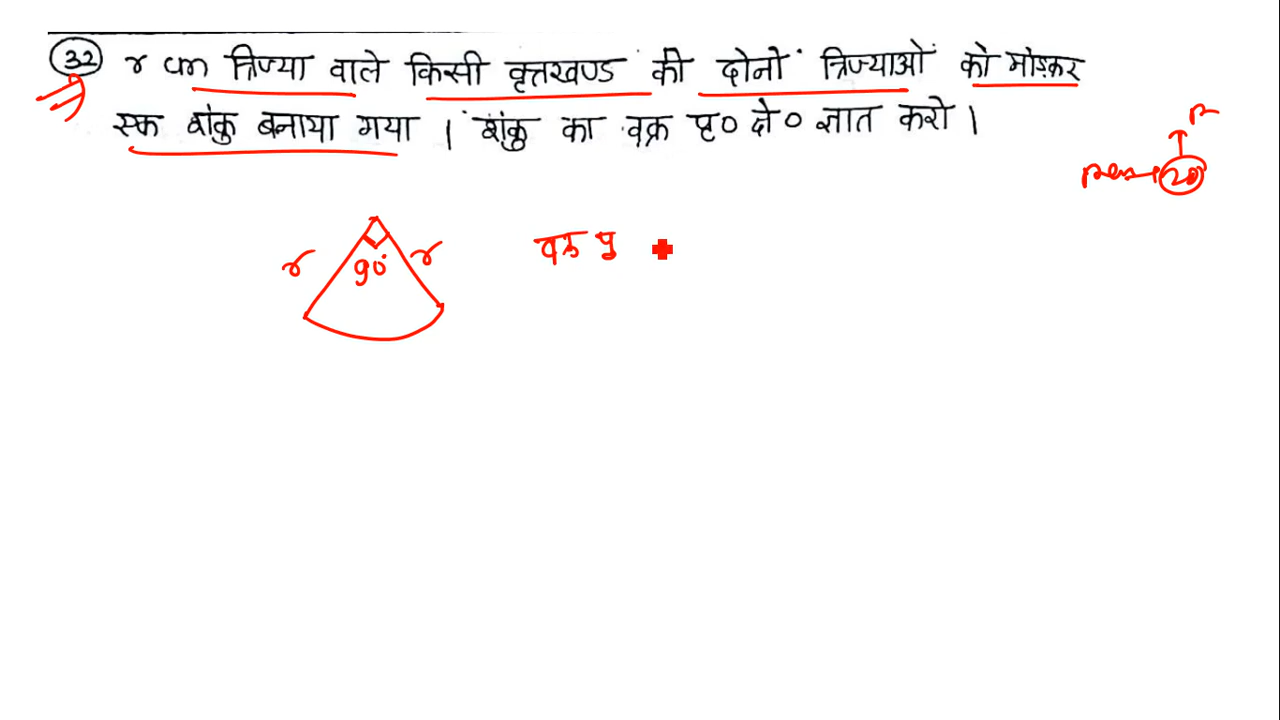 32 r cm त्रिज्या वाले किसी वृत्तखण्ड की दोनों त्रिज्याओं को मोड़कर
एक शंकु बनाया गया । शंकु का वक्र पृ० क्षे० ज्ञात करो ।
r 90° r
वक्र पृ